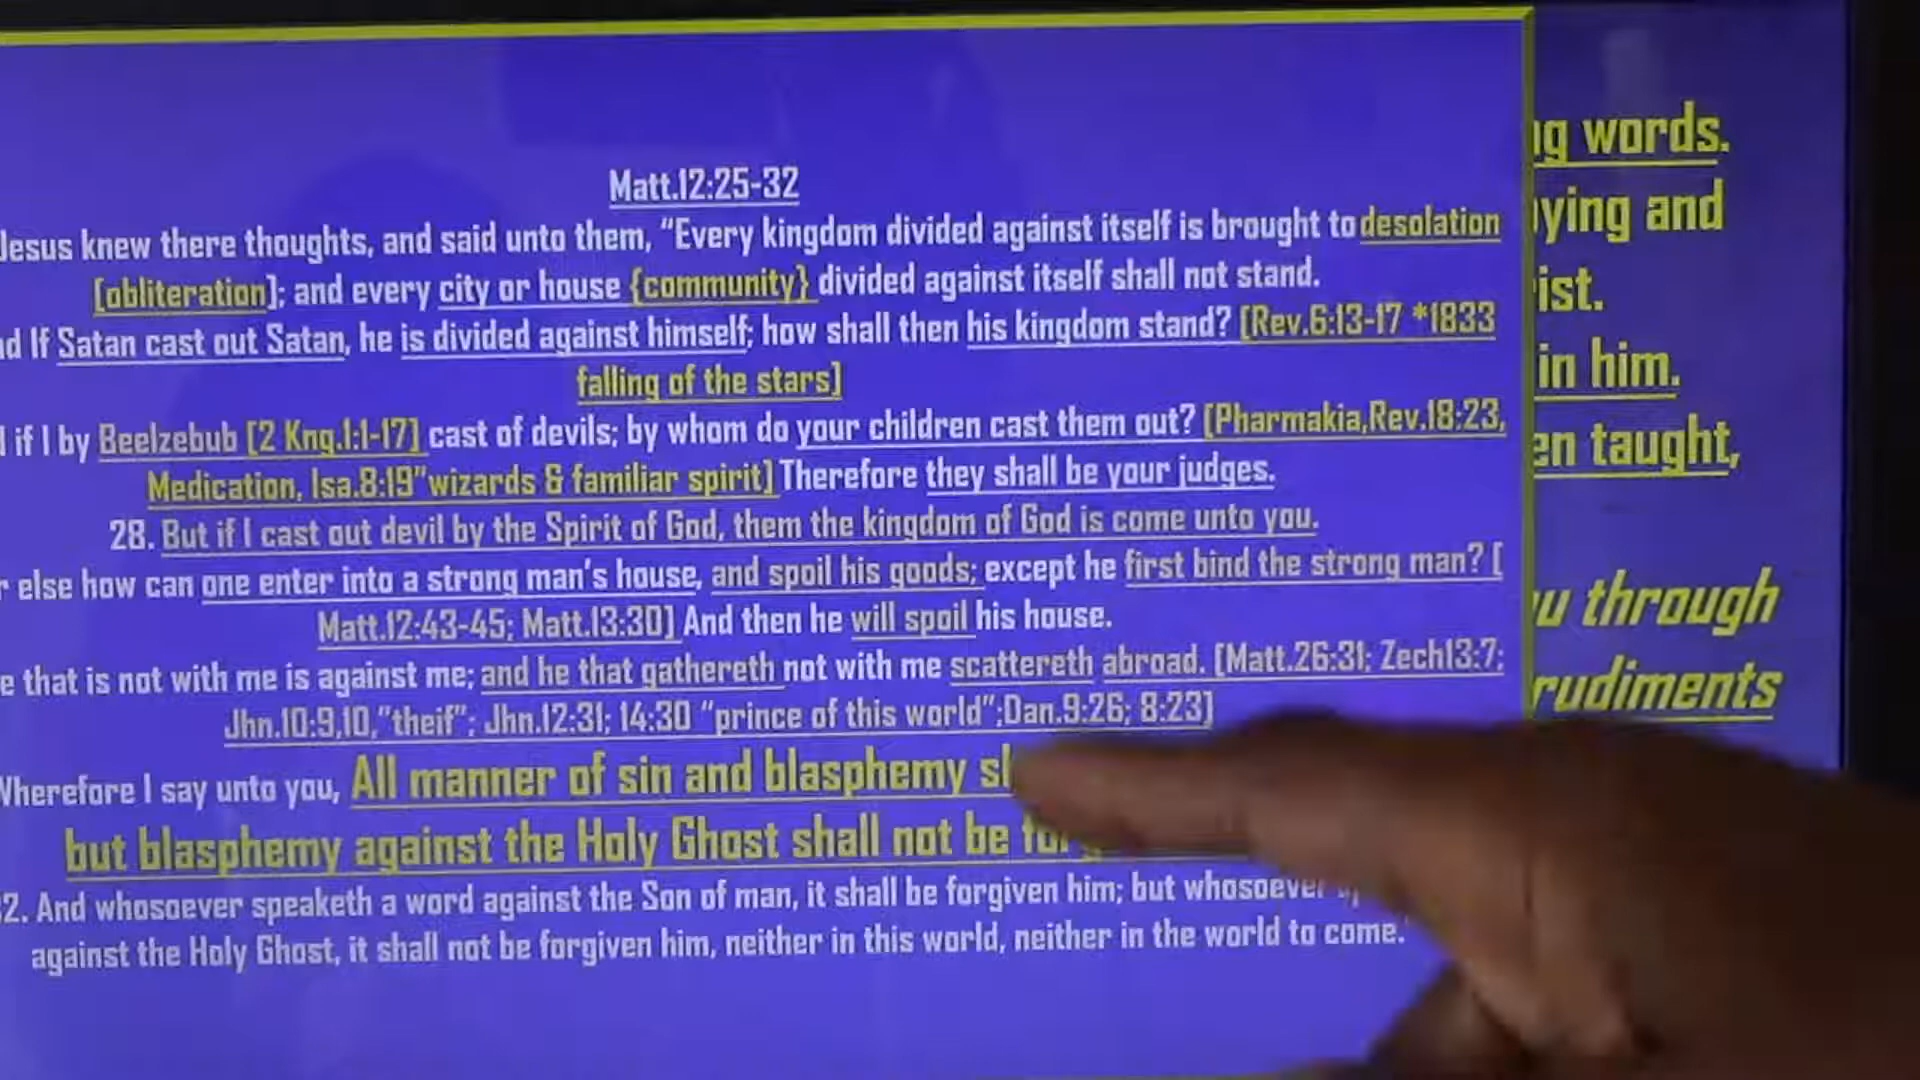 Matt.12:25-32
Jesus knew there thoughts, and said unto them, "Every kingdom divided against itself is brought to desolation
[obliteration]; and every city or house {community} divided against itself shall not stand.
If Satan cast out Satan, he is divided against himself; how shall then his kingdom stand? [Rev.6:13-17 *1833
falling of the stars]
if I by Beelzebub [2 Kng.1:1-17] cast of devils; by whom do your children cast them out? [Pharmakia,Rev.18:23,
Medication, Isa.8:19"wizards & familiar spirit] Therefore they shall be your judges.
28. But if I cast out devil by the Spirit of God, them the kingdom of God is come unto you.
else how can one enter into a strong man's house, and spoil his goods; except he first bind the strong man? [
Matt.12:43-45; Matt.13:30] And then he will spoil his house.
that is not with me is against me; and he that gathereth not with me scattereth abroad. [Matt.26:31; Zech13:7;
Jhn.10:9,10,"theif"; Jhn.12:31; 14:30 "prince of this world";Dan.9:26; 8:23]
Wherefore I say unto you, All manner of sin and blasphemy
but blasphemy against the Holy Ghost shall not be
2. And whosoever speaketh a word against the Son of man, it shall be forgiven him; but whosoever
against the Holy Ghost, it shall not be forgiven him, neither in this world, neither in the world to come.
words.
and
in him.
taught,
through
rudiments